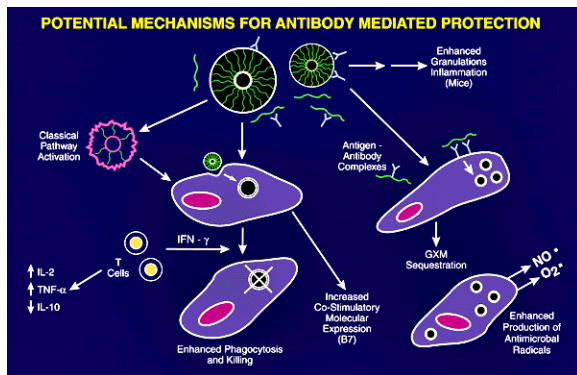 POTENTIAL MECHANISMS FOR ANTIBODY MEDIATED PROTECTION
Enhanced
Granulations
Inflammation
(Mice)
Classical
Pathway
Activation
Antigen -
Antibody
Complexes
IFN - γ
T
Cells
IL-2
TNF-α
IL-10
GXM
Sequestration
NO•
O2•
Increased
Co-Stimulatory
Molecular
Expression
(B7)
Enhanced Phagocytosis
and Killing
Enhanced
Production of
Antimicrobial
Radicals